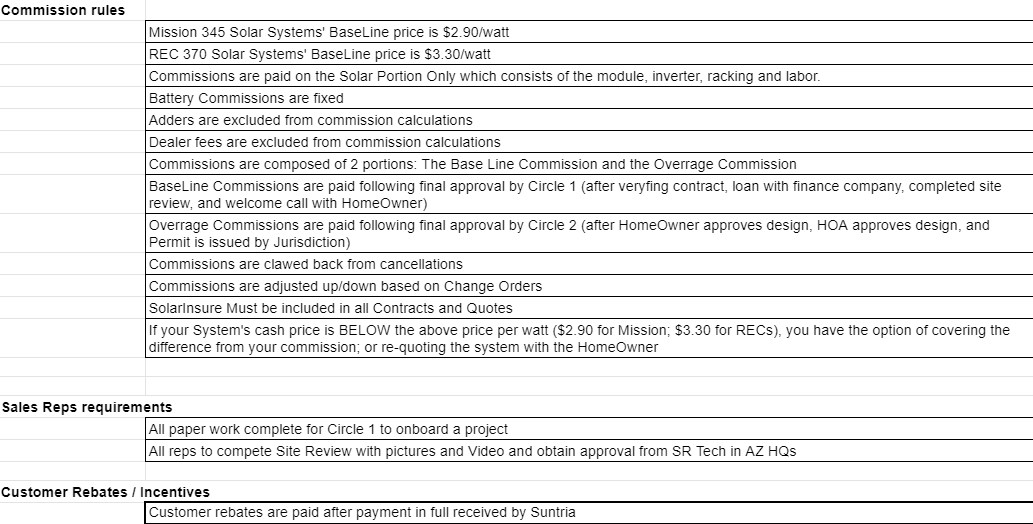 Commission rules
Mission 345 Solar Systems' BaseLine price is $2.90/watt
REC 370 Solar Systems' BaseLine price is $3.30/watt
Commissions are paid on the Solar Portion Only which consists of the module, inverter, racking and labor.
Battery Commissions are fixed
Adders are excluded from commission calculations
Dealer fees are excluded from commission calculations
Commissions are composed of 2 portions: The Base Line Commission and the Overrage Commission
BaseLine Commissions are paid following final approval by Circle 1 (after veryfing contract, loan with finance company, completed site
review, and welcome call with HomeOwner)
Overrage Commissions are paid following final approval by Circle 2 (after HomeOwner approves design, HOA approves design, and
Permit is issued by Jurisdiction)
Commissions are clawed back from cancellations
Commissions are adjusted up/down based on Change Orders
SolarInsure Must be included in all Contracts and Quotes
If your System's cash price is BELOW the above price per watt ($2.90 for Mission; $3.30 for RECs), you have the option of covering the
difference from your commission; or re-quoting the system with the HomeOwner
Sales Reps requirements
All paper work complete for Circle 1 to onboard a project
All reps to compete Site Review with pictures and Video and obtain approval from SR Tech in AZ HQs
Customer Rebates / Incentives
Customer rebates are paid after payment in full received by Suntria